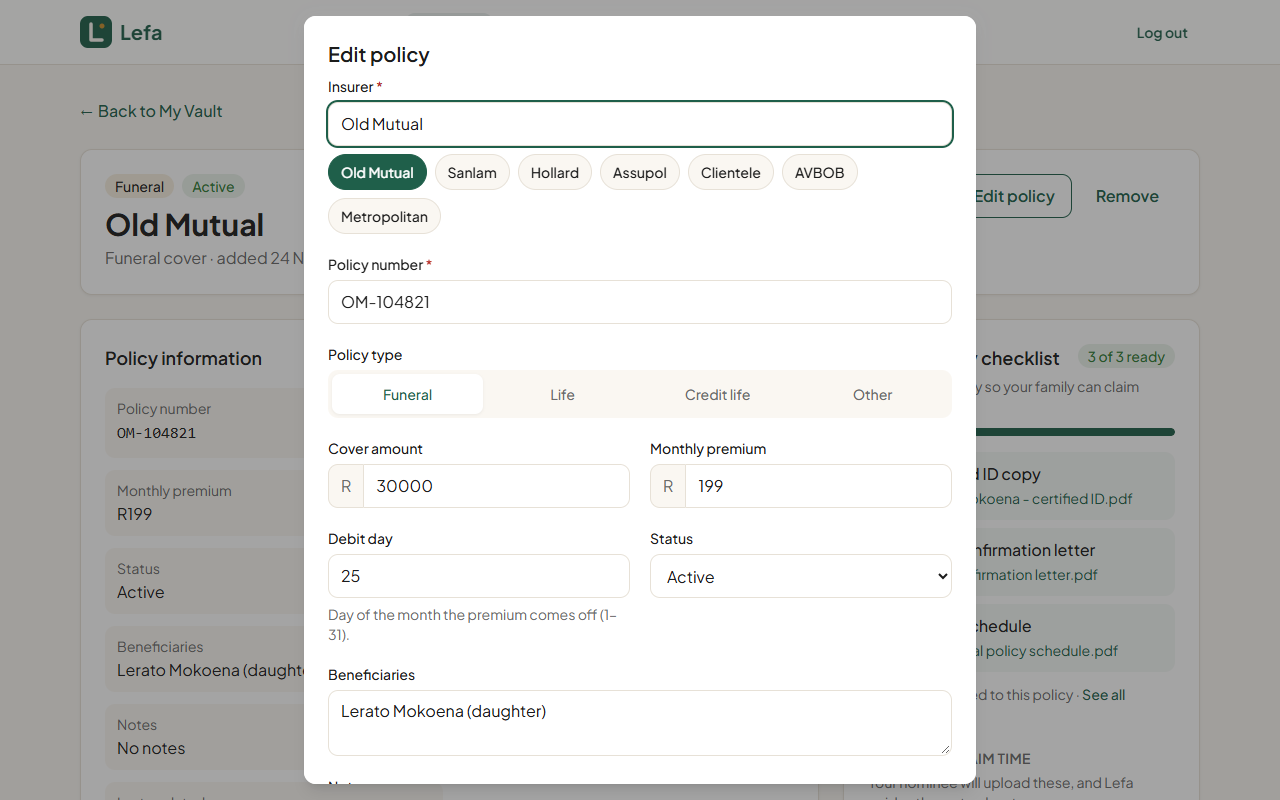 Lefa
Log out
← Back to My Vault
Funeral
Active
Old Mutual
Funeral cover · added 24 N
Edit policy
Remove
Policy information
Policy number
OM-104821
Monthly premium
R199
Status
Active
Beneficiaries
Lerato Mokoena (daught
Notes
No notes
Edit policy
Insurer *
Old Mutual
Old Mutual
Sanlam
Hollard
Assupol
Clientele
AVBOB
Metropolitan
Policy number *
OM-104821
Policy type
Funeral
Life
Credit life
Other
Cover amount
Monthly premium
R
30000
R
199
Debit day
Status
25
Active
Day of the month the premium comes off (1–
31).
Beneficiaries
Lerato Mokoena (daughter)
checklist
3 of 3 ready
so your family can claim
ID copy
okoena - certified ID.pdf
nfirmation letter
firmation letter.pdf
chedule
al policy schedule.pdf
ed to this policy · See all
IM TIME
Your nominee will upload these, and Lefa